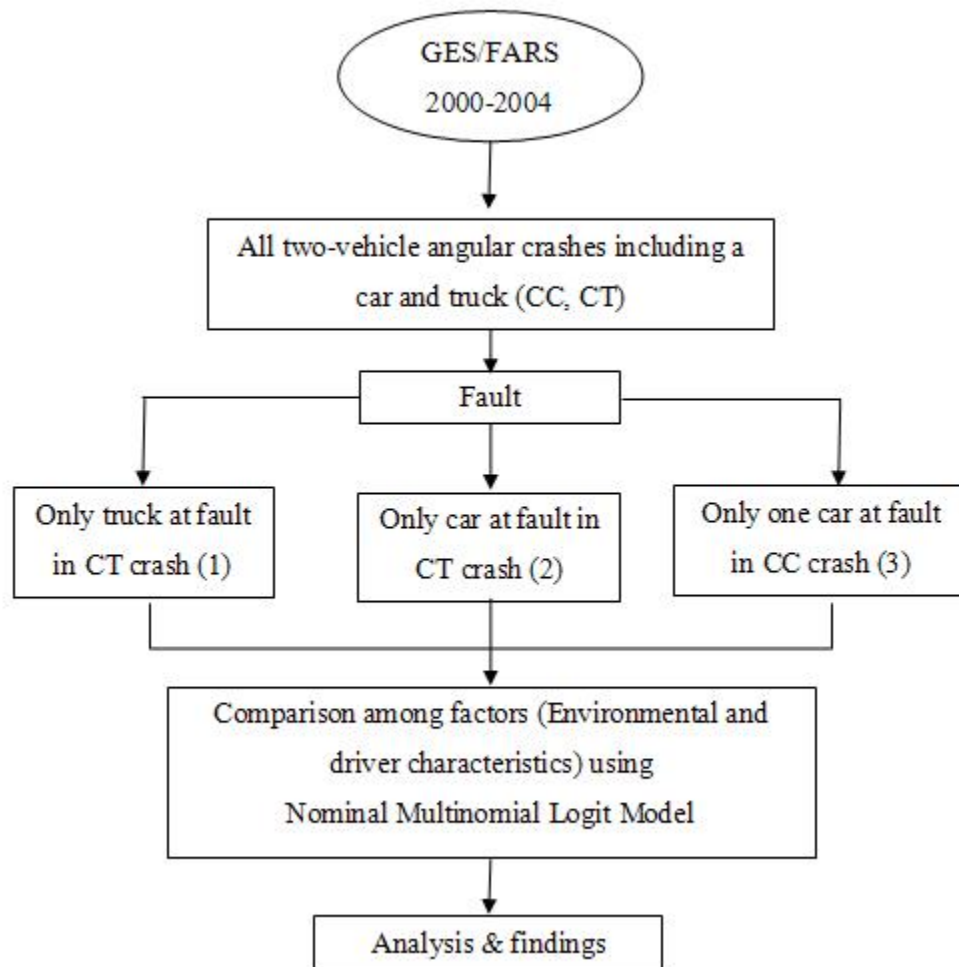 GES/FARS
2000-2004
All two-vehicle angular crashes including a
car and truck (CC, CT)
Fault
Only truck at fault
in CT crash (1)
Only car at fault in
CT crash (2)
Only one car at fault
in CC crash (3)
Comparison among factors (Environmental and
driver characteristics) using
Nominal Multinomial Logit Model
Analysis & findings